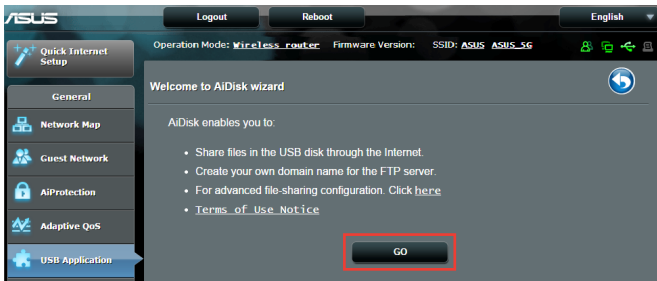 ASUS
Logout
Reboot
English
Quick Internet
Setup
Operation Mode: Wireless router Firmware Version: SSID: ASUS ASUS_5G
General
Network Map
Guest Network
AiProtection
Adaptive QoS
USB Application
Welcome to AiDisk wizard
AiDisk enables you to:
• Share files in the USB disk through the Internet.
• Create your own domain name for the FTP server.
• For advanced file-sharing configuration. Click here
• Terms of Use Notice
GO